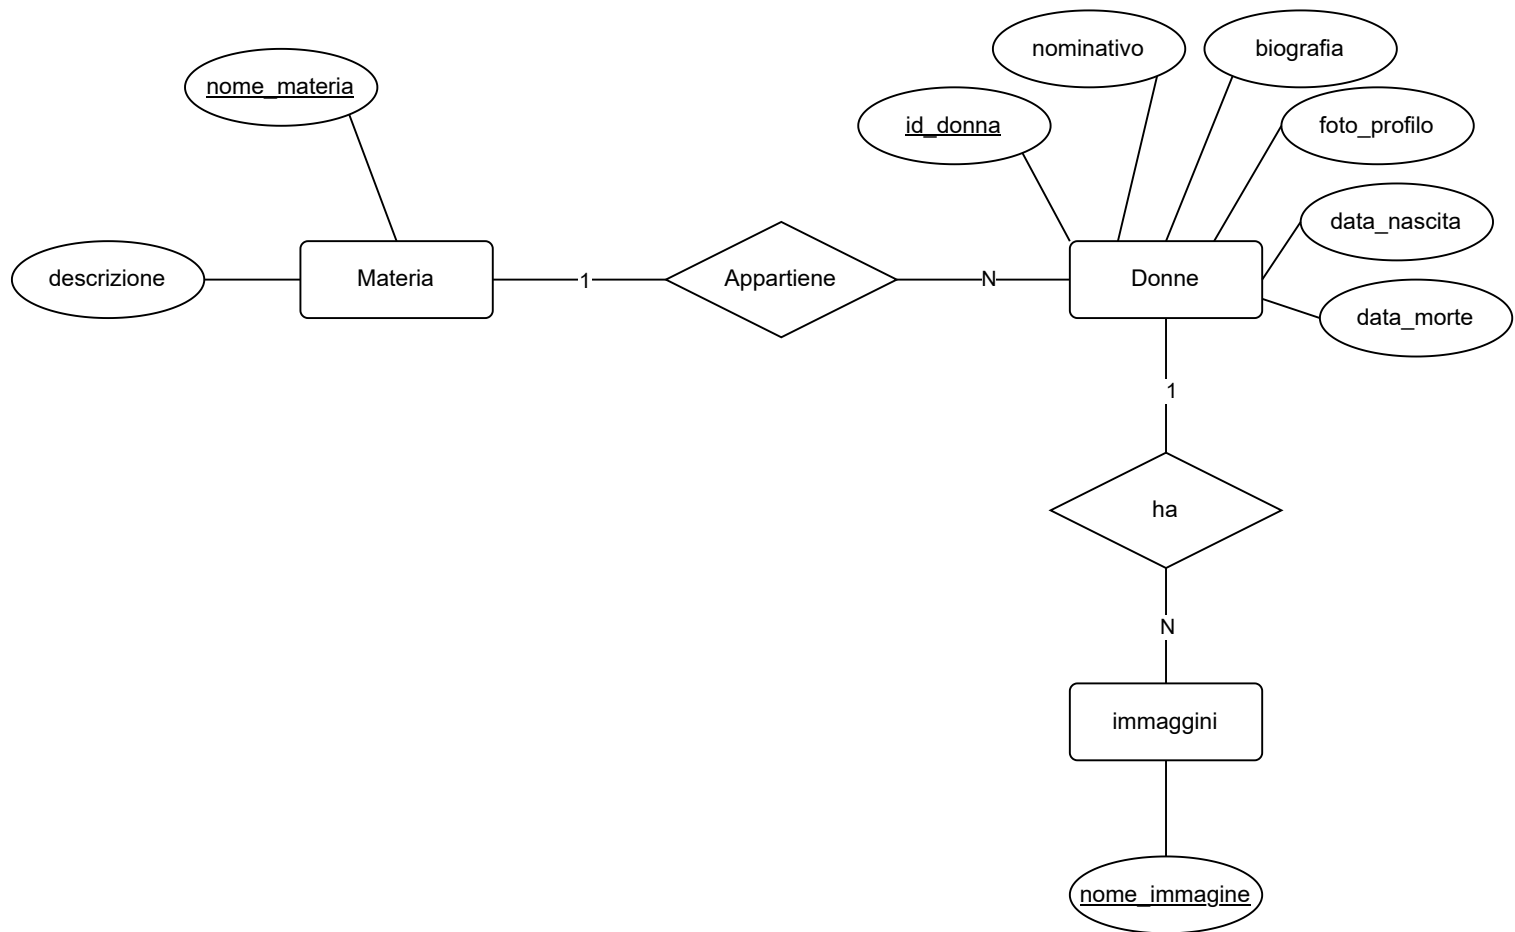 nominativo
biografia
nome_materia
id_donna
foto_profilo
data_nascita
descrizione
Materia
1
Appartiene
N
Donne
data_morte
1
ha
N
immaggini
nome_immagine